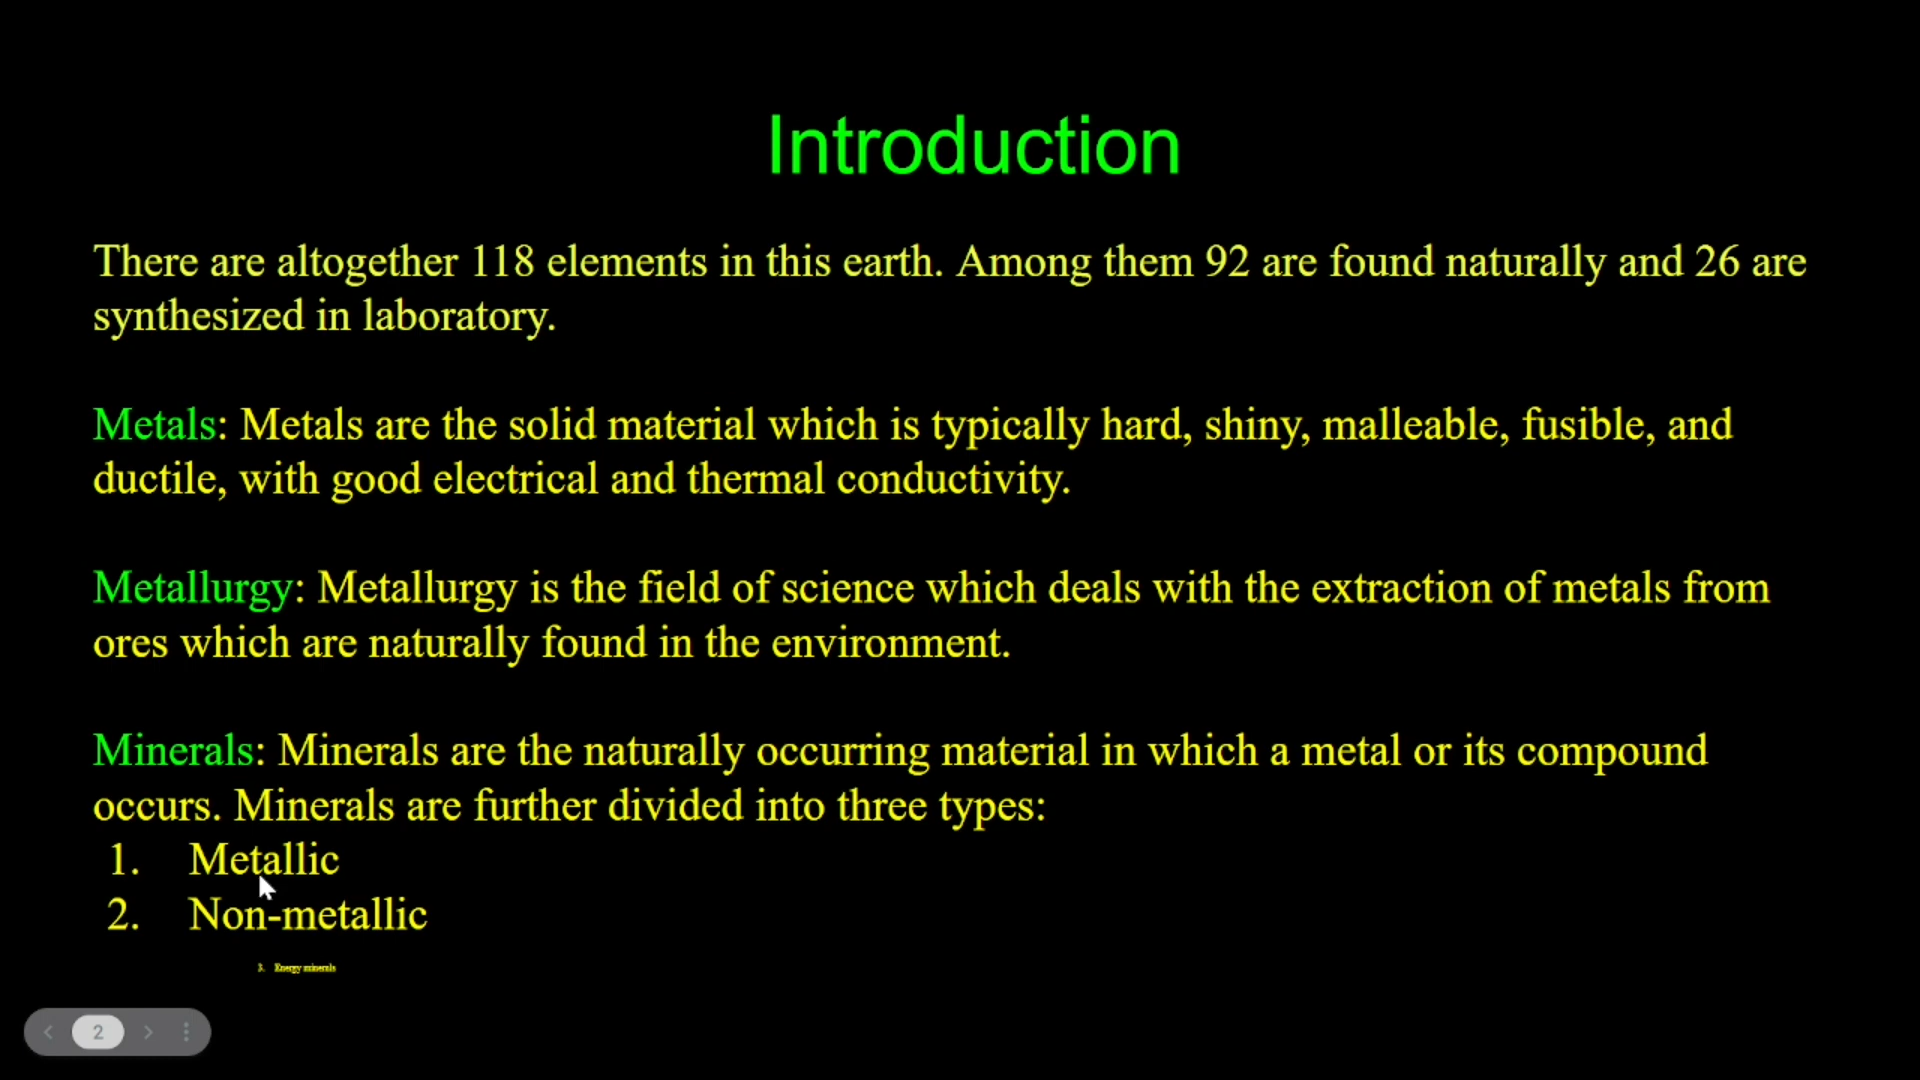 Introduction
There are altogether 118 elements in this earth. Among them 92 are found naturally and 26 are
synthesized in laboratory.
Metals: Metals are the solid material which is typically hard, shiny, malleable, fusible, and
ductile, with good electrical and thermal conductivity.
Metallurgy: Metallurgy is the field of science which deals with the extraction of metals from
ores which are naturally found in the environment.
Minerals: Minerals are the naturally occurring material in which a metal or its compound
occurs. Minerals are further divided into three types:
1. Metallic
2. Non-metallic
3. Energy minerals
2